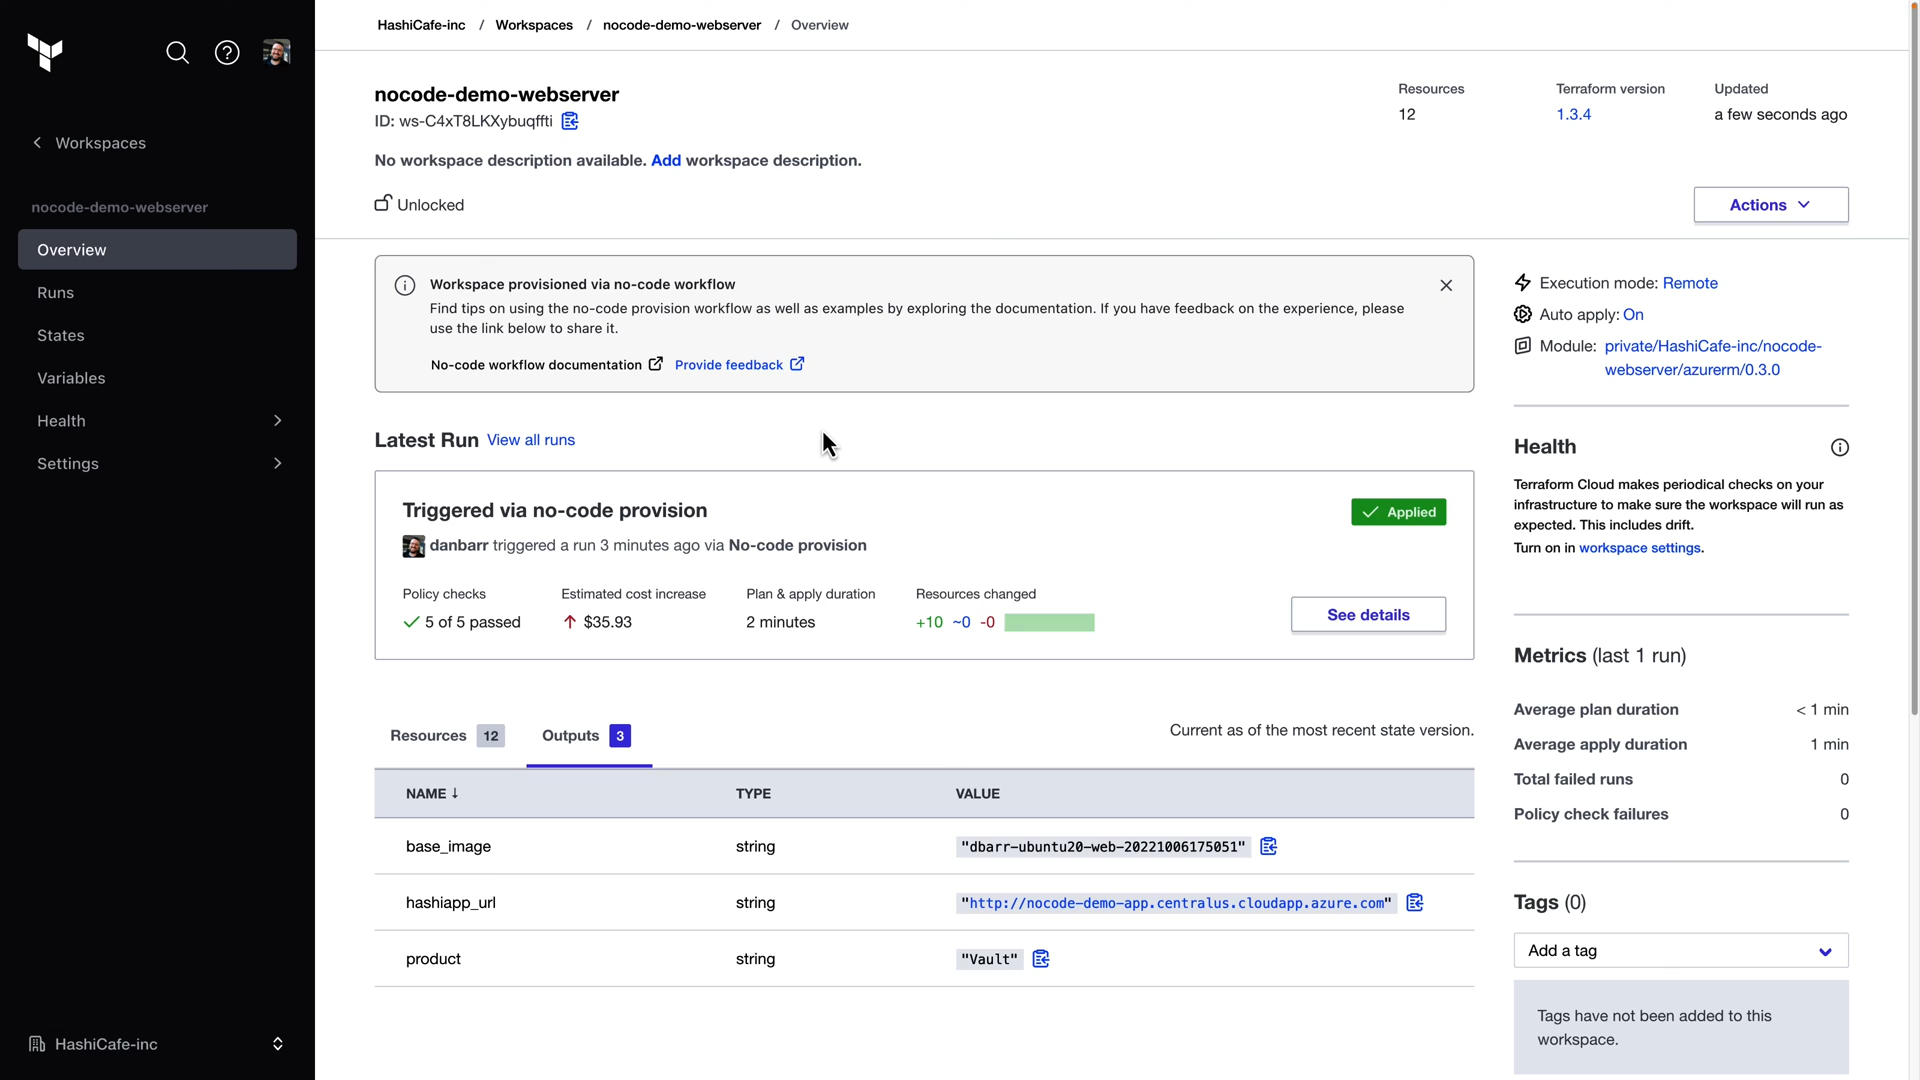 HashiCafe-inc / Workspaces / nocode-demo-webserver / Overview
Workspaces
nocode-demo-webserver
Overview
Runs
States
Variables
Health
Settings
HashiCafe-inc
nocode-demo-webserver
ID: ws-C4xT8LKXybuqffti
No workspace description available. Add workspace description.
Unlocked
Resources
12
Terraform version
1.3.4
Updated
a few seconds ago
Actions
Workspace provisioned via no-code workflow
Find tips on using the no-code provision workflow as well as examples by exploring the documentation. If you have feedback on the experience, please
use the link below to share it.
No-code workflow documentation Provide feedback
Latest Run View all runs
Triggered via no-code provision
Applied
danbarr triggered a run 3 minutes ago via No-code provision
Policy checks
5 of 5 passed
Estimated cost increase
$35.93
Plan & apply duration
2 minutes
Resources changed
+10 ~0 -0
See details
Resources 12
Outputs 3
Current as of the most recent state version.
NAME ↓ TYPE VALUE
base_image string "dbarr-ubuntu20-web-20221006175051"
hashiapp_url string "http://nocode-demo-app.centralus.cloudapp.azure.com"
product string "Vault"
Execution mode: Remote
Auto apply: On
Module: private/HashiCafe-inc/nocode-
webserver/azurerm/0.3.0
Health
Terraform Cloud makes periodical checks on your
infrastructure to make sure the workspace will run as
expected. This includes drift.
Turn on in workspace settings.
Metrics (last 1 run)
Average plan duration < 1 min
Average apply duration 1 min
Total failed runs 0
Policy check failures 0
Tags (0)
Add a tag
Tags have not been added to this
workspace.